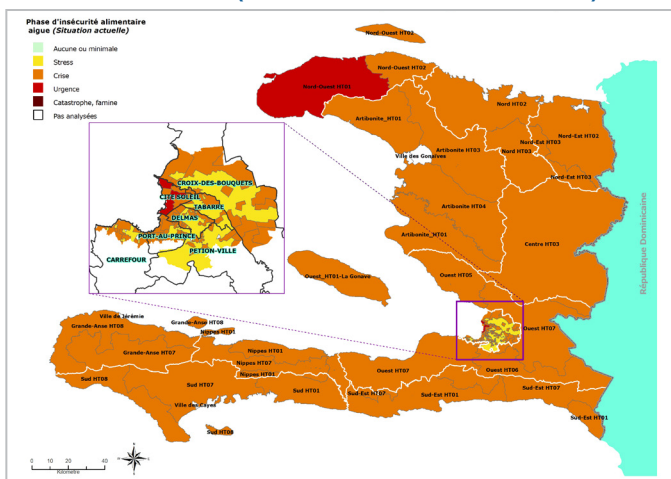 Phase d'insécurité alimentaire
aigue (Situation actuelle)
Aucune ou minimale
Stress
Crise
Urgence
Catastrophe, famine
Pas analysées
Nord-Ouest HT02
Nord-Ouest HT01
Nord-Ouest HT02
Nord HT02
Artibonite_HT01
Nord-Est HT02
Artibonite HT03
Nord-Est HT03
Nord HT03
Ville des Gonaives
Nord-Est HT03
Artibonite HT04
Artibonite_HT01
Centre HT03
Ouest HT05
Ouest_HT01-La Gonave
République Dominicaine
CROIX-DES-BOUQUETS
CITE SOLEIL
TABARRE
DELMAS
PORT-AU-PRINCE
PETION-VILLE
CARREFOUR
Ville de Jérémie
Grande-Anse HT08
Grande-Anse HT08
Nippes HT01
Ouest HT07
Grande-Anse HT07
Nippes HT01
Nippes HT07
Ouest HT07
Ouest HT06
Nippes HT01
Sud HT08
Sud HT07
Sud HT01
Sud-Est HT07
Sud-Est HT01
Sud-Est HT07
Ville des Cayes
Sud-Est HT01
Sud HT08
0 5 10 20 30 40
Kilomètre